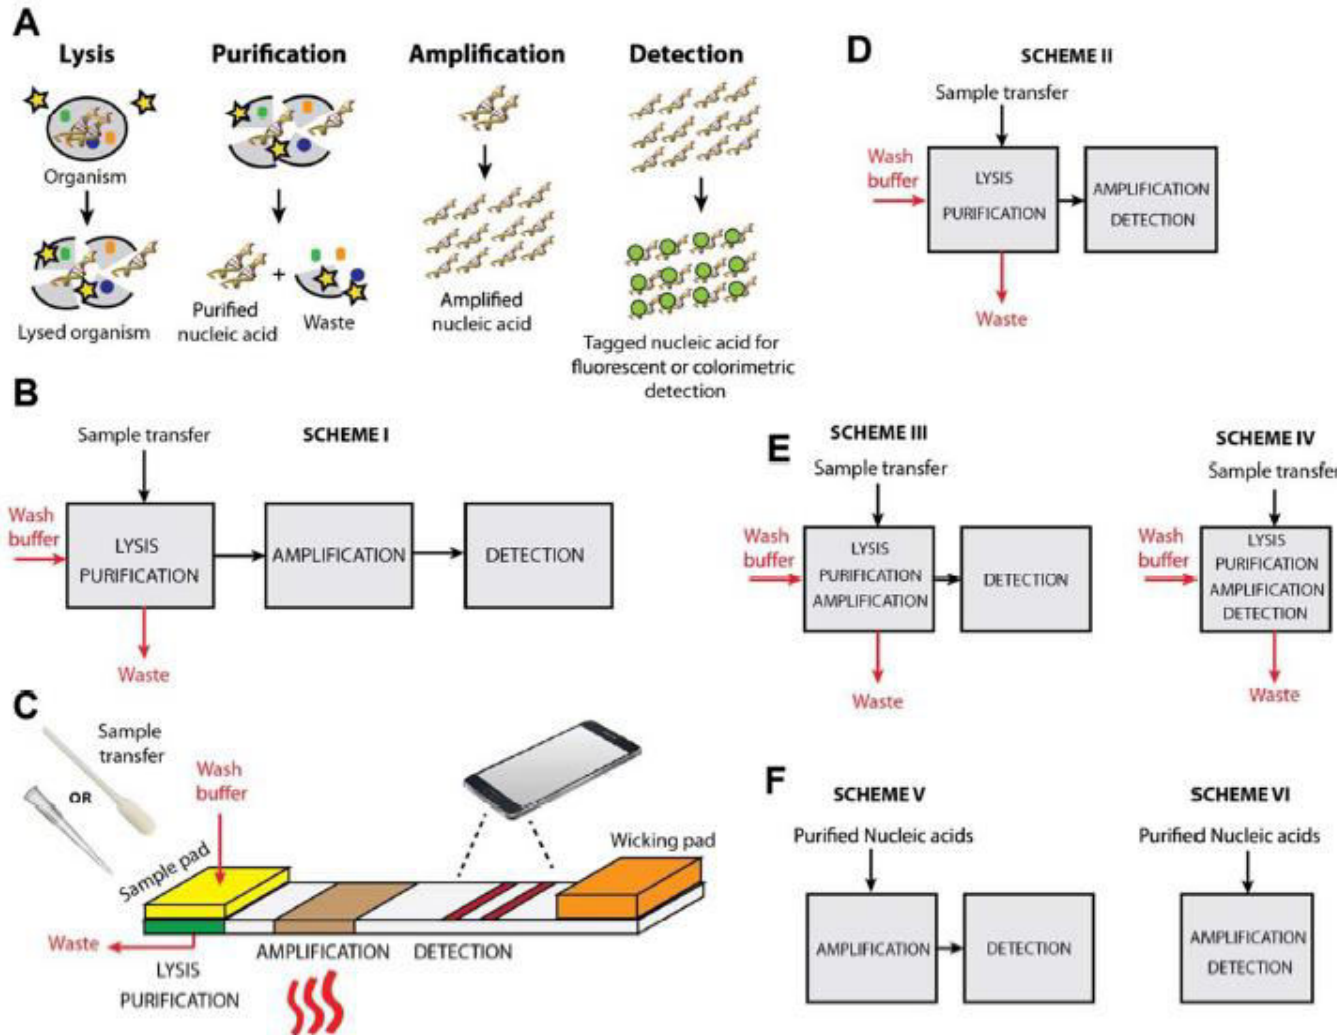 A
Lysis
Purification
Amplification
Detection
Organism
Lysed organism
+
Purified
nucleic acid
Waste
Amplified
nucleic acid
Tagged nucleic acid for
fluorescent or colorimetric
detection
B
SCHEME I
Sample transfer
Wash
buffer
LYSIS
PURIFICATION
AMPLIFICATION
DETECTION
Waste
C
Sample
transfer
OR
Wash
buffer
Sample pad
Wicking pad
Waste
LYSIS
PURIFICATION
AMPLIFICATION
DETECTION
D
SCHEME II
Sample transfer
Wash
buffer
LYSIS
PURIFICATION
AMPLIFICATION
DETECTION
Waste
E
SCHEME III
Sample transfer
Wash
buffer
LYSIS
PURIFICATION
AMPLIFICATION
DETECTION
Waste
SCHEME IV
Sample transfer
Wash
buffer
LYSIS
PURIFICATION
AMPLIFICATION
DETECTION
Waste
F
SCHEME V
Purified Nucleic acids
AMPLIFICATION
DETECTION
SCHEME VI
Purified Nucleic acids
AMPLIFICATION
DETECTION